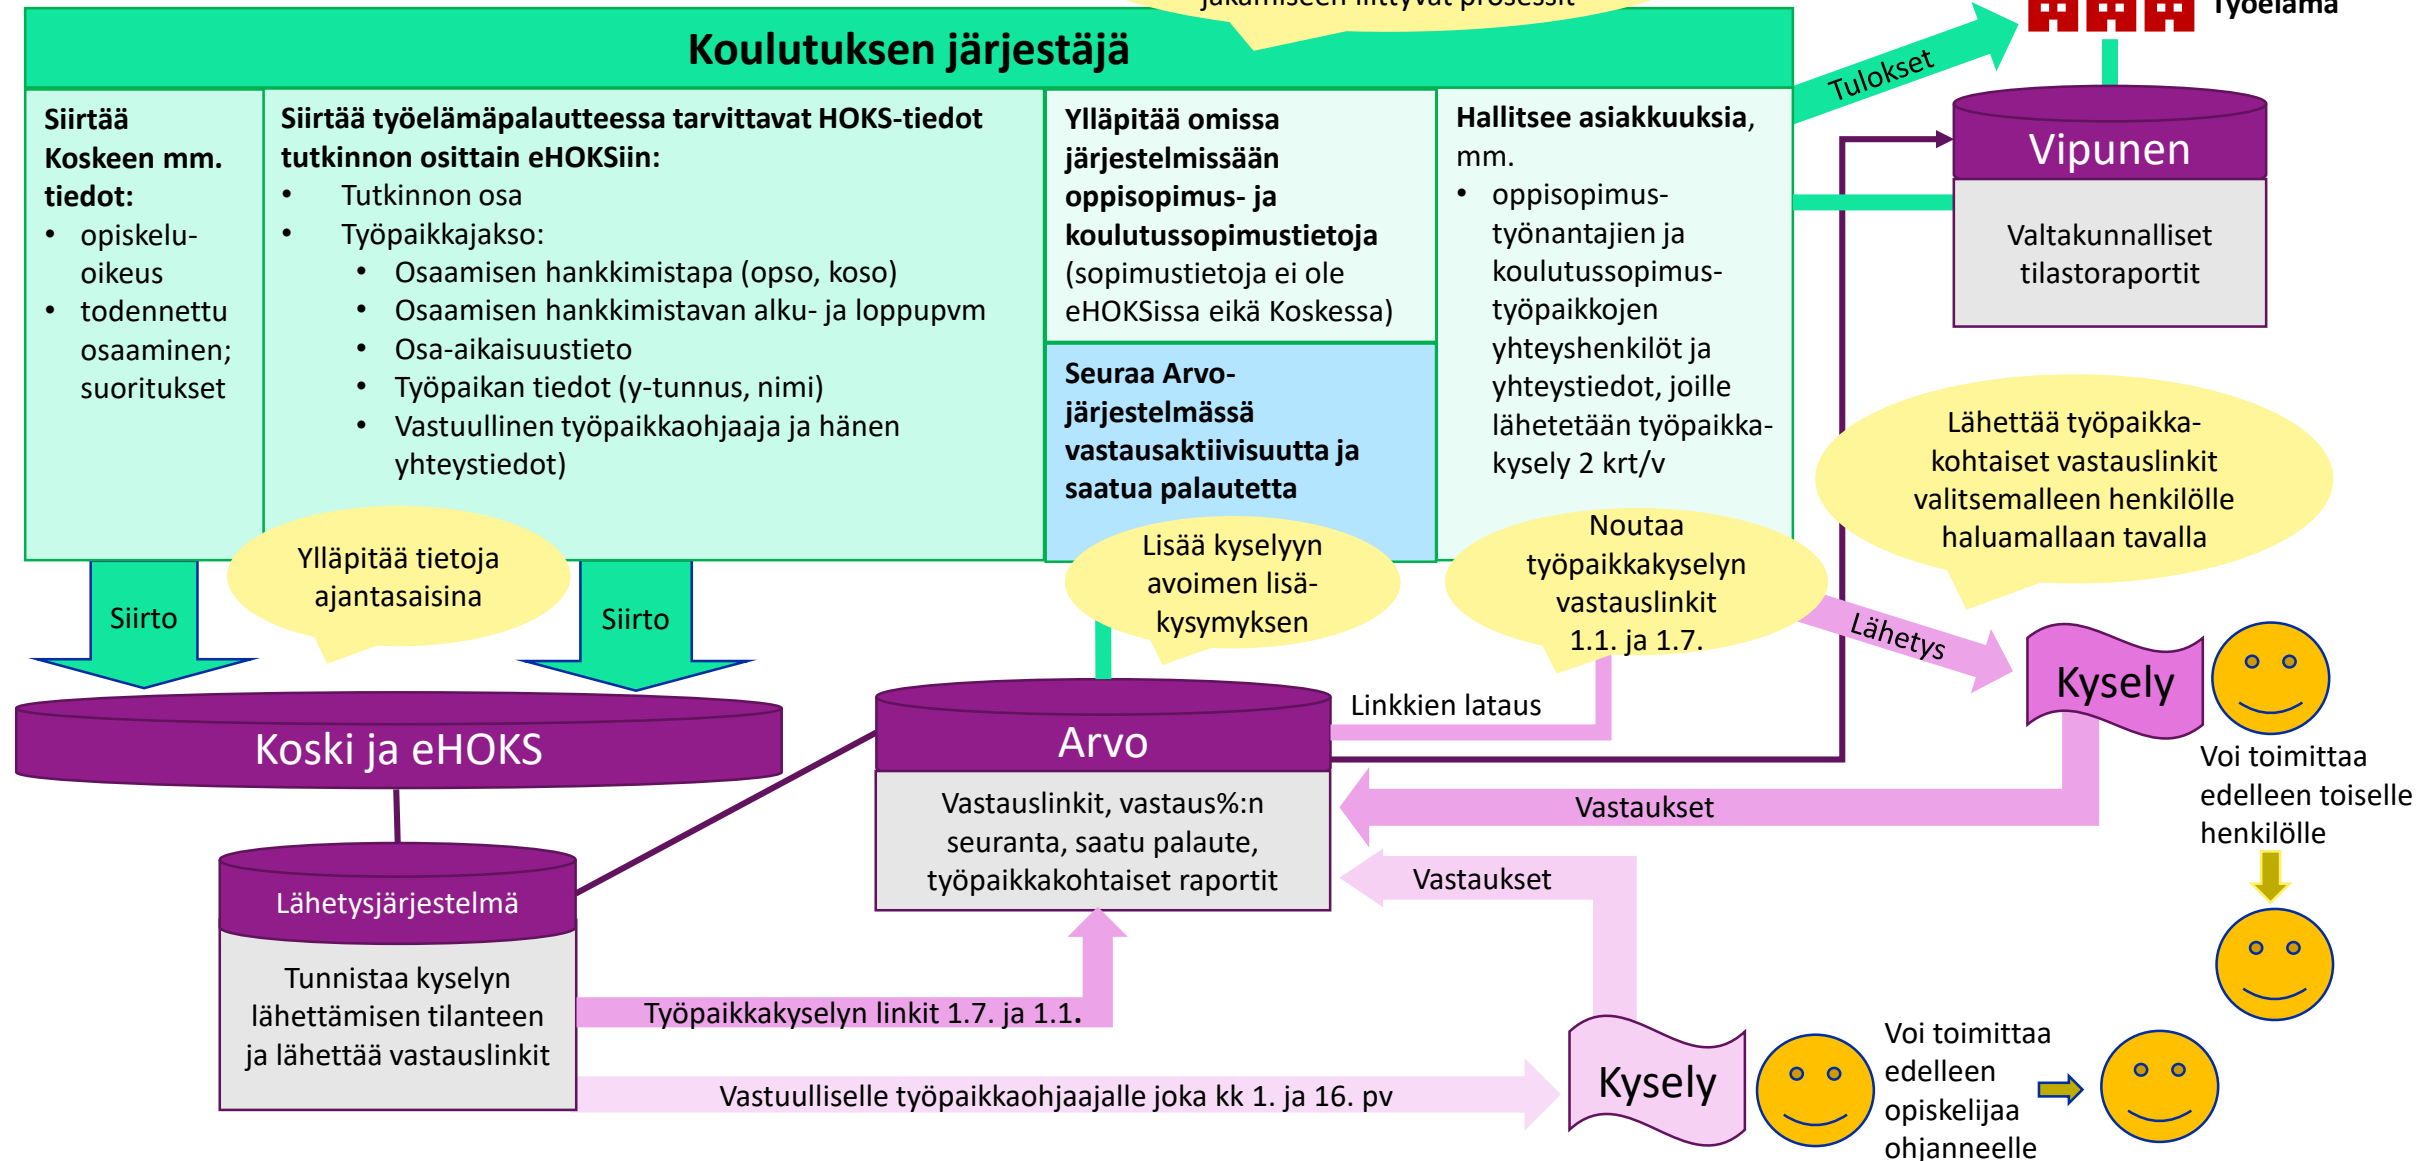 jakamiseen liittyvät prosessit
Työelämä
Koulutuksen järjestäjä
Tulokset
Siirtää
Koskeen mm.
tiedot:
• opiskelu-
oikeus
• todennettu
osaaminen;
suoritukset
Siirtää työelämäpalautteessa tarvittavat HOKS-tiedot
tutkinnon osittain eHOKSiin:
• Tutkinnon osa
• Työpaikkajakso:
• Osaamisen hankkimistapa (opso, koso)
• Osaamisen hankkimistavan alku- ja loppupvm
• Osa-aikaisuustieto
• Työpaikan tiedot (y-tunnus, nimi)
• Vastuullinen työpaikkaohjaaja ja hänen
yhteystiedot)
Ylläpitää omissa
järjestelmissään
oppisopimus- ja
koulutussopimustietoja
(sopimustietoja ei ole
eHOKSissa eikä Koskessa)
Seuraa Arvo-
järjestelmässä
vastausaktiivisuutta ja
saatua palautetta
Hallitsee asiakkuuksia,
mm.
• oppisopimus-
työnantajien ja
koulutussopimus-
työpaikkojen
yhteyshenkilöt ja
yhteystiedot, joille
lähetetään työpaikka-
kysely 2 krt/v
Vipunen
Valtakunnalliset
tilastoraportit
Lähettää työpaikka-
kohtaiset vastauslinkit
valitsemalleen henkilölle
haluamallaan tavalla
Siirto
Ylläpitää tietoja
ajantasaisina
Siirto
Lisää kyselyyn
avoimen lisä-
kysymyksen
Noutaa
työpaikkakyselyn
vastauslinkit
1.1. ja 1.7.
Lähetys
Kysely
Voi toimittaa
edelleen toiselle
henkilölle
Koski ja eHOKS
Arvo
Linkkien lataus
Vastauslinkit, vastaus%:n
seuranta, saatu palaute,
työpaikkakohtaiset raportit
Vastaukset
Vastaukset
Lähetysjärjestelmä
Tunnistaa kyselyn
lähettämisen tilanteen
ja lähettää vastauslinkit
Työpaikkakyselyn linkit 1.7. ja 1.1.
Vastuulliselle työpaikkaohjaajalle joka kk 1. ja 16. pv
Kysely
Voi toimittaa
edelleen
opiskelijaa
ohjanneelle